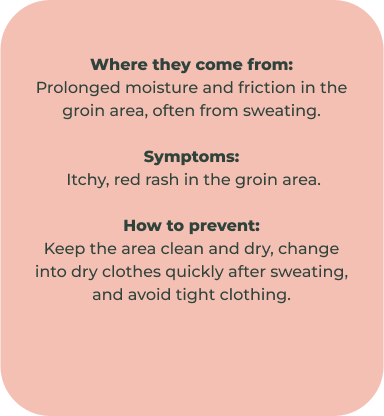 Where they come from:
Prolonged moisture and friction in the
groin area, often from sweating.
Symptoms:
Itchy, red rash in the groin area.
How to prevent:
Keep the area clean and dry, change
into dry clothes quickly after sweating,
and avoid tight clothing.